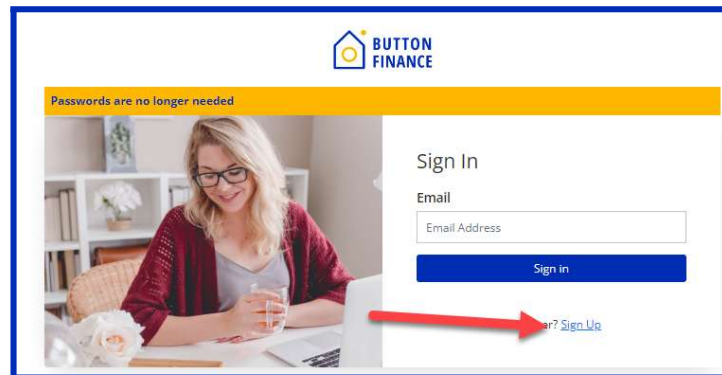 BUTTON
FINANCE
Passwords are no longer needed
Sign In
Email
Email Address
Sign in
Sign Up